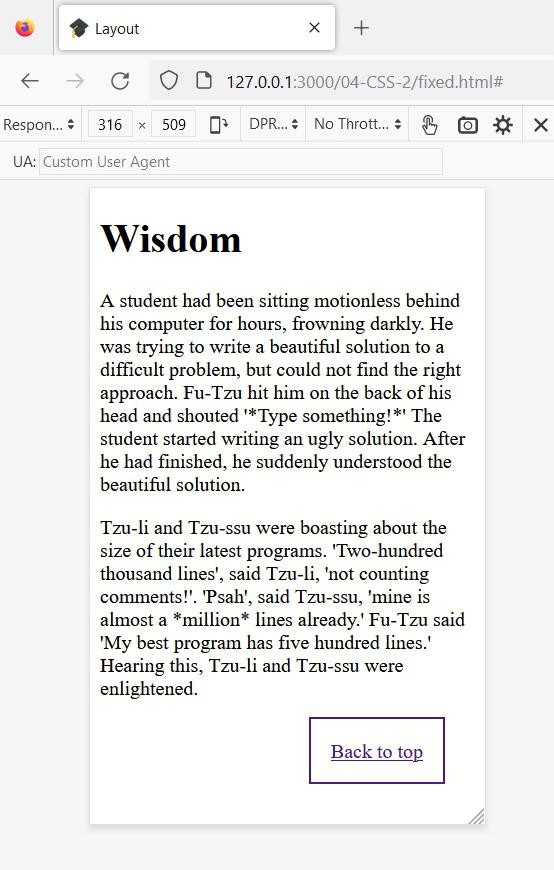 Layout
127.0.0.1:3000/04-CSS-2/fixed.html#
Respon... 316 × 509 DPR... No Thrott...
UA: Custom User Agent
Wisdom
A student had been sitting motionless behind
his computer for hours, frowning darkly. He
was trying to write a beautiful solution to a
difficult problem, but could not find the right
approach. Fu-Tzu hit him on the back of his
head and shouted '*Type something!*' The
student started writing an ugly solution. After
he had finished, he suddenly understood the
beautiful solution.
Tzu-li and Tzu-ssu were boasting about the
size of their latest programs. 'Two-hundred
thousand lines', said Tzu-li, 'not counting
comments!'. 'Psah', said Tzu-ssu, 'mine is
almost a *million* lines already.' Fu-Tzu said
'My best program has five hundred lines.'
Hearing this, Tzu-li and Tzu-ssu were
enlightened.
Back to top